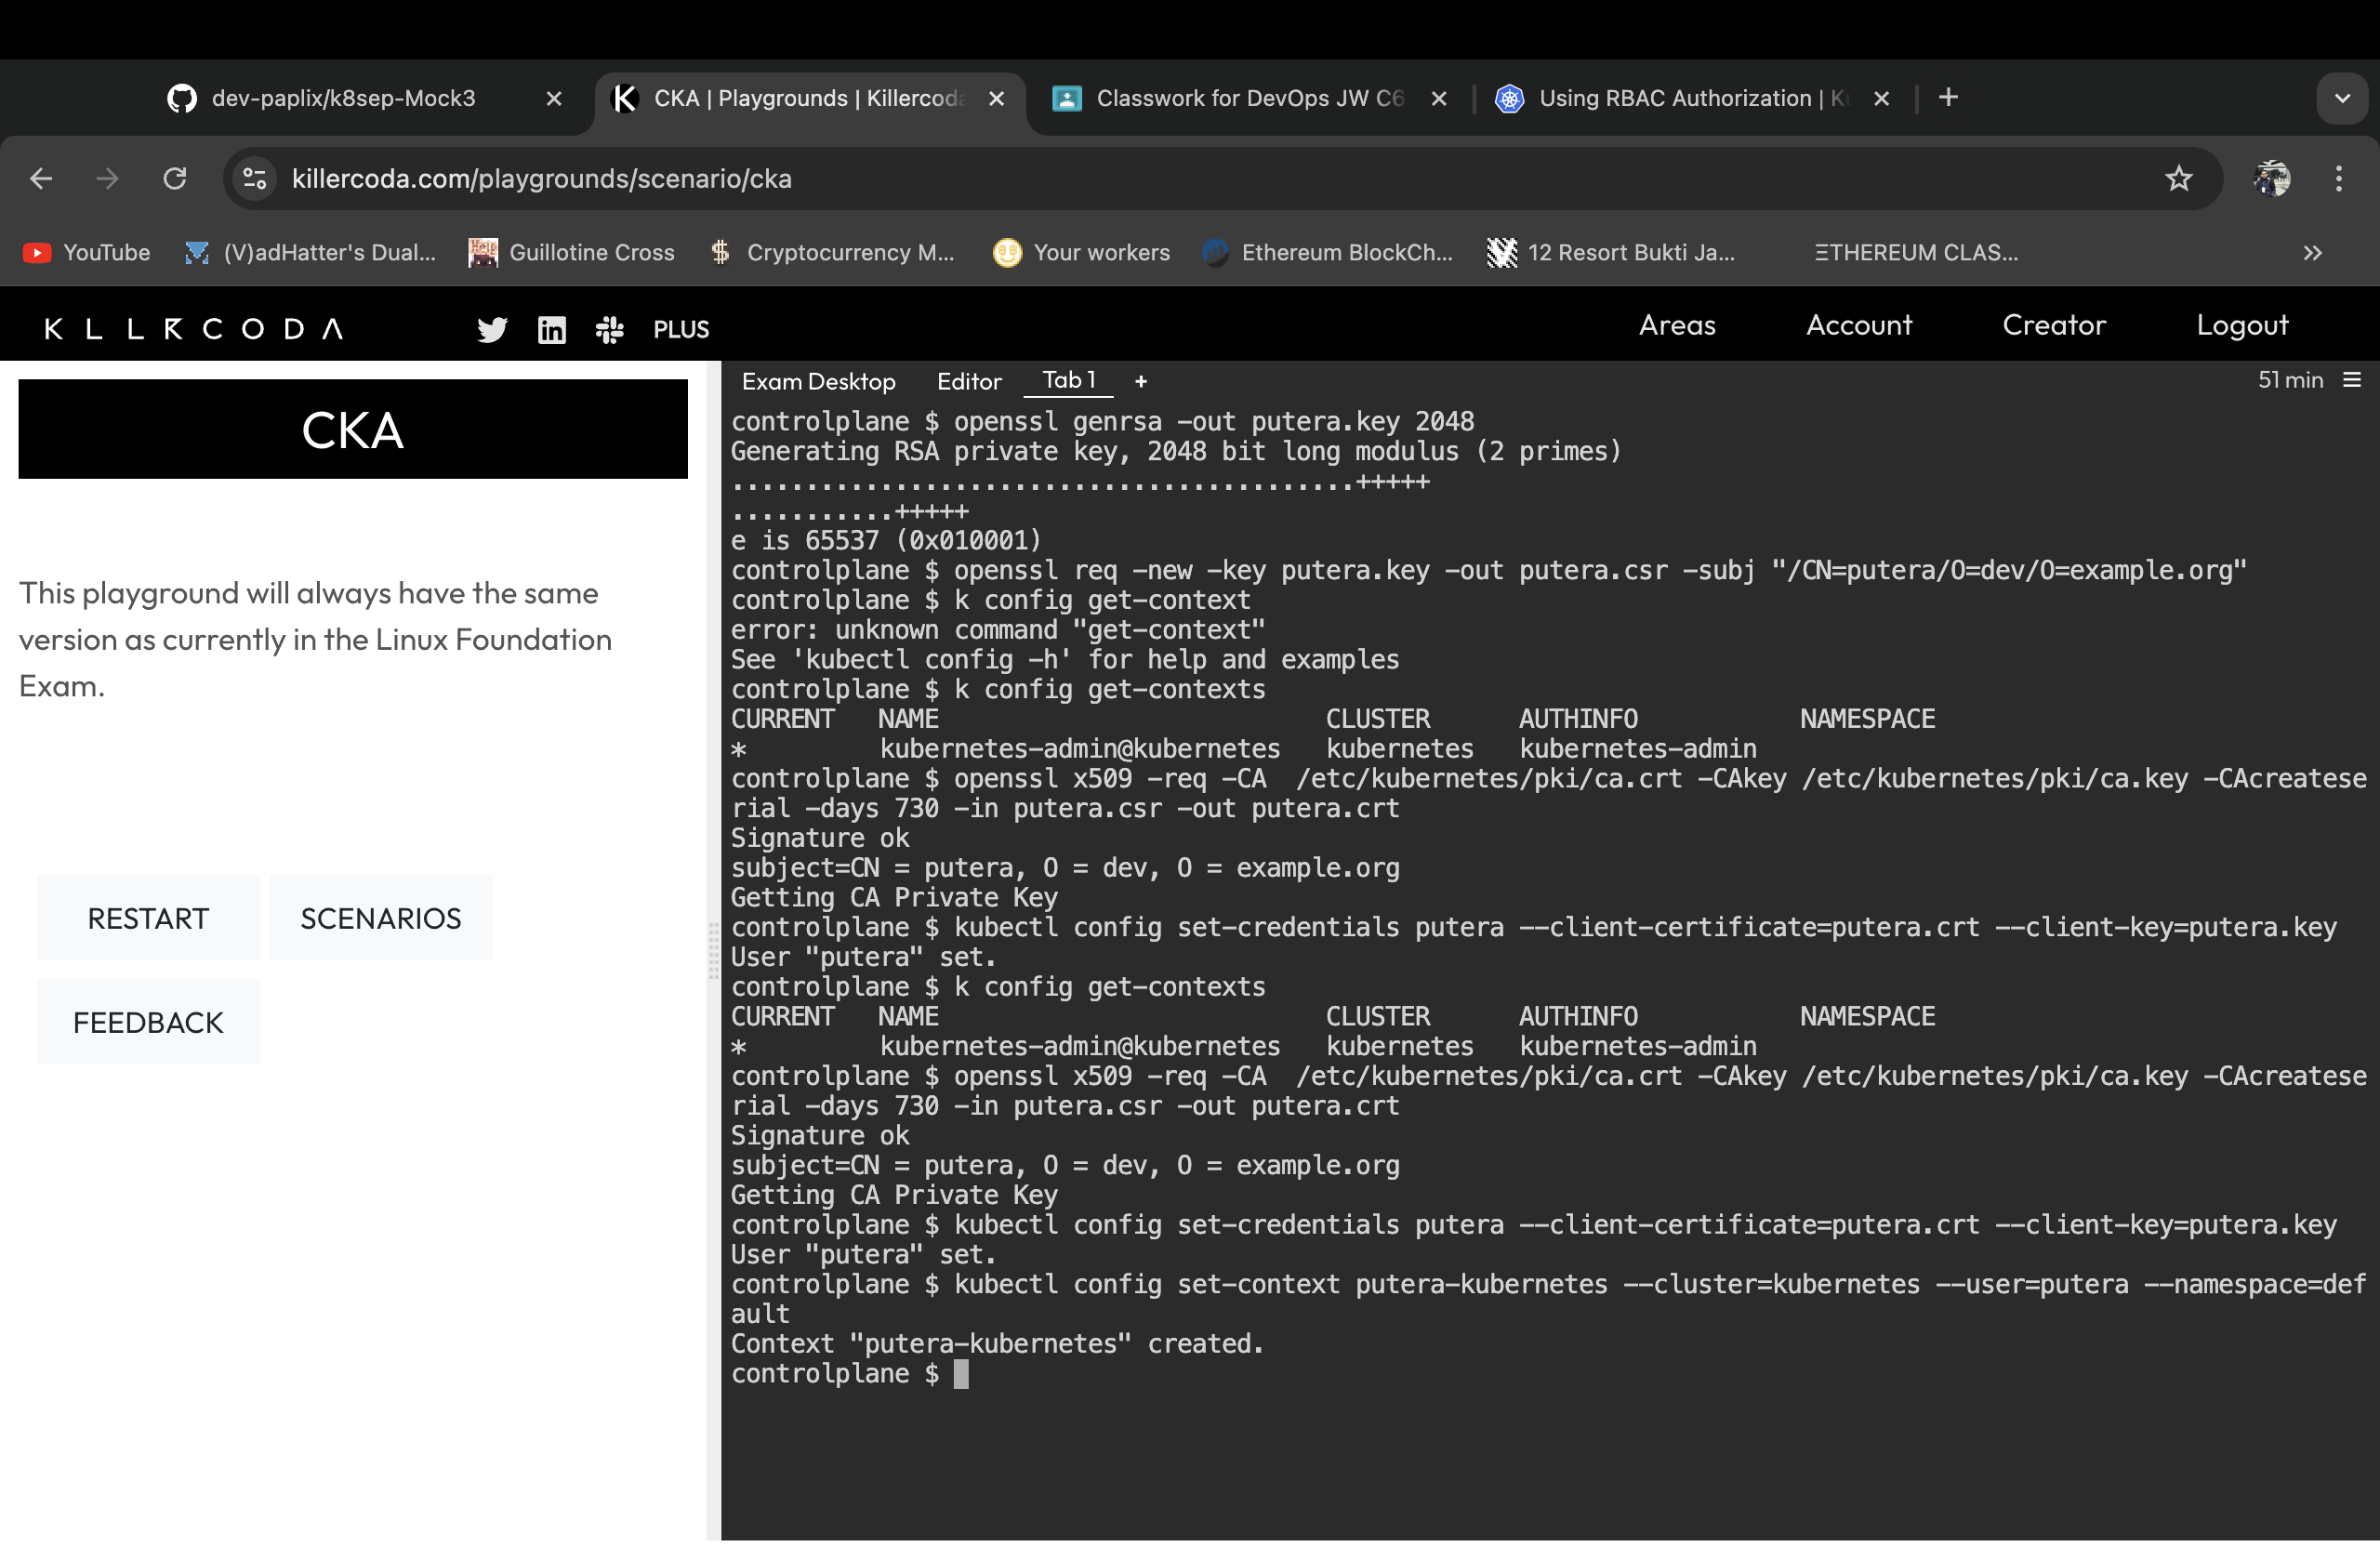 dev-paplix/k8sep-Mock3
CKA | Playgrounds | Killercoda
Classwork for DevOps JW C6
Using RBAC Authorization | Ku
killercoda.com/playgrounds/scenario/cka
YouTube
(V)adHatter's Dual...
Guillotine Cross
Cryptocurrency M...
Your workers
Ethereum BlockCh...
12 Resort Bukti Ja...
ΞTHEREUM CLAS...
KLLRCODA
PLUS
Areas
Account
Creator
Logout
CKA
This playground will always have the same
version as currently in the Linux Foundation
Exam.
RESTART
SCENARIOS
FEEDBACK
Exam Desktop
Editor
Tab 1
+
51 min
controlplane $ openssl genrsa -out putera.key 2048
Generating RSA private key, 2048 bit long modulus (2 primes)
..........................................+++++
...........+++++
e is 65537 (0x010001)
controlplane $ openssl req -new -key putera.key -out putera.csr -subj "/CN=putera/O=dev/O=example.org"
controlplane $ k config get-context
error: unknown command "get-context"
See 'kubectl config -h' for help and examples
controlplane $ k config get-contexts
CURRENT   NAME                          CLUSTER      AUTHINFO           NAMESPACE
*         kubernetes-admin@kubernetes   kubernetes   kubernetes-admin
controlplane $ openssl x509 -req -CA  /etc/kubernetes/pki/ca.crt -CAkey /etc/kubernetes/pki/ca.key -CAcreatese
rial -days 730 -in putera.csr -out putera.crt
Signature ok
subject=CN = putera, O = dev, O = example.org
Getting CA Private Key
controlplane $ kubectl config set-credentials putera --client-certificate=putera.crt --client-key=putera.key
User "putera" set.
controlplane $ k config get-contexts
CURRENT   NAME                          CLUSTER      AUTHINFO           NAMESPACE
*         kubernetes-admin@kubernetes   kubernetes   kubernetes-admin
controlplane $ openssl x509 -req -CA  /etc/kubernetes/pki/ca.crt -CAkey /etc/kubernetes/pki/ca.key -CAcreatese
rial -days 730 -in putera.csr -out putera.crt
Signature ok
subject=CN = putera, O = dev, O = example.org
Getting CA Private Key
controlplane $ kubectl config set-credentials putera --client-certificate=putera.crt --client-key=putera.key
User "putera" set.
controlplane $ kubectl config set-context putera-kubernetes --cluster=kubernetes --user=putera --namespace=def
ault
Context "putera-kubernetes" created.
controlplane $